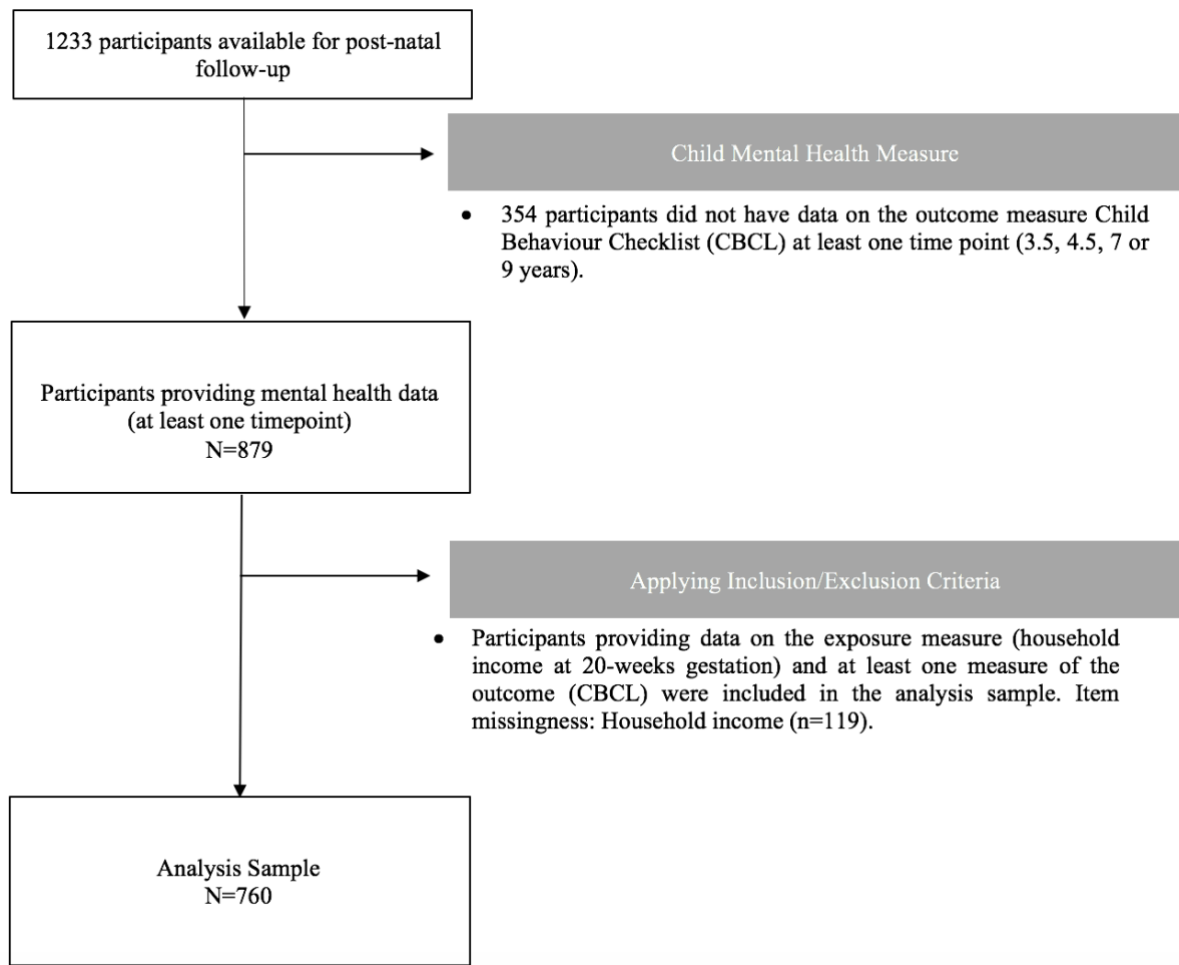 1233 participants available for post-natal
follow-up
Child Mental Health Measure
• 354 participants did not have data on the outcome measure Child
Behaviour Checklist (CBCL) at least one time point (3.5, 4.5, 7 or
9 years).
Participants providing mental health data
(at least one timepoint)
N=879
Applying Inclusion/Exclusion Criteria
• Participants providing data on the exposure measure (household
income at 20-weeks gestation) and at least one measure of the
outcome (CBCL) were included in the analysis sample. Item
missingness: Household income (n=119).
Analysis Sample
N=760